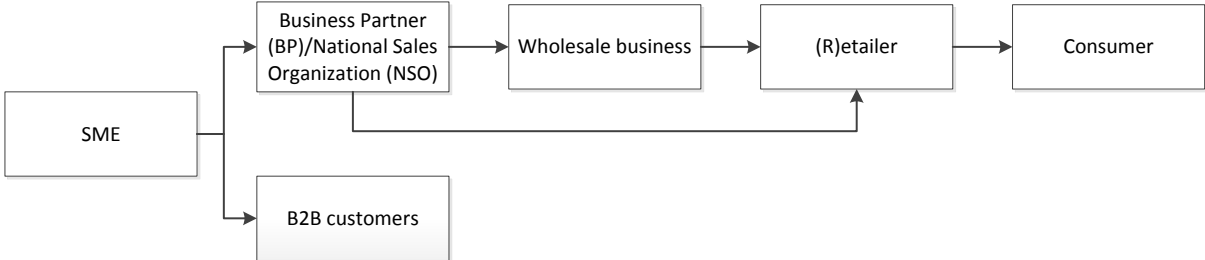 Business Partner
(BP)/National Sales
Organization (NSO)
Wholesale business
(R)etailer
Consumer
SME
B2B customers